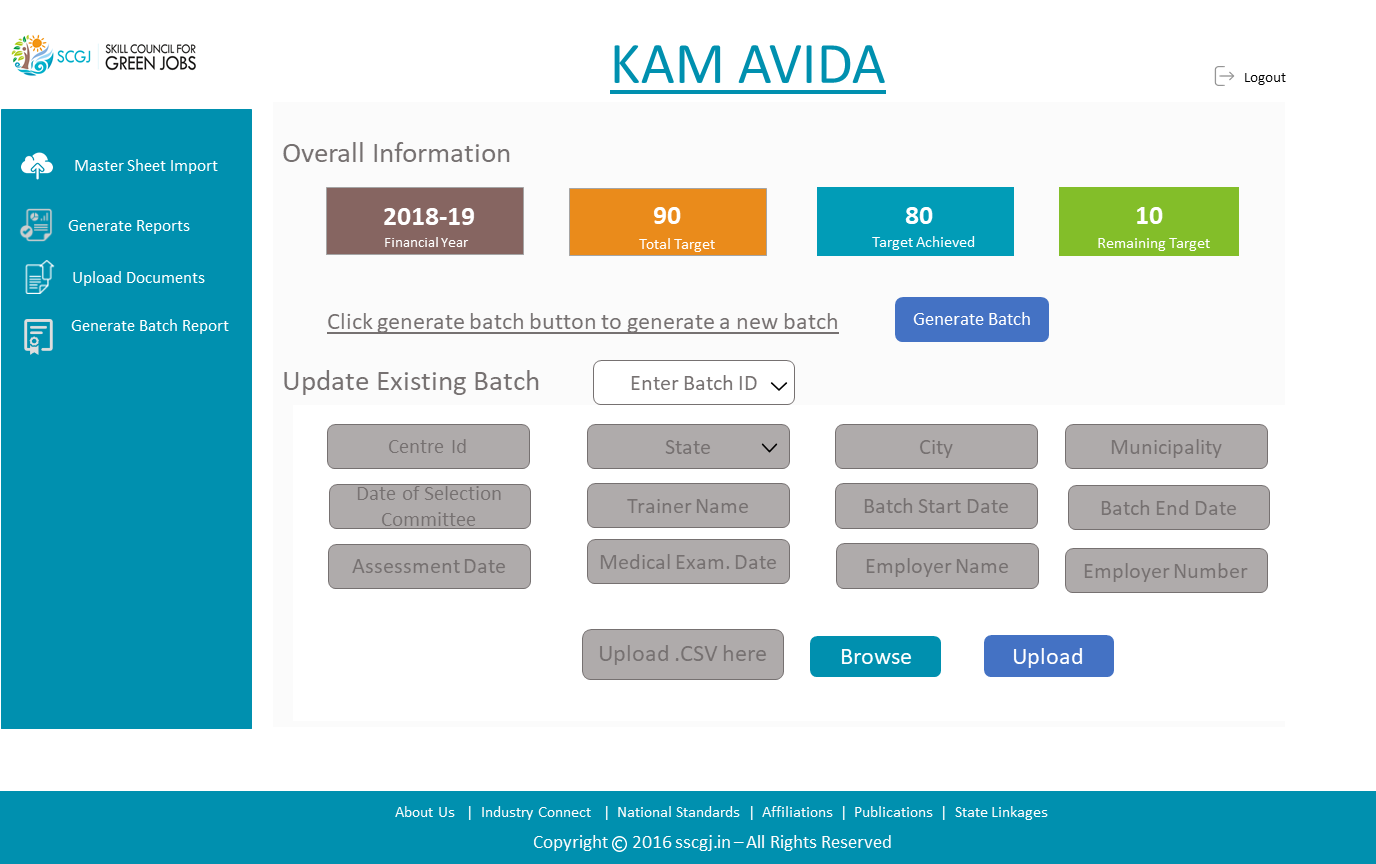 SCGJ
SKILL COUNCIL FOR
GREEN JOBS
KAM AVIDA
Logout
Master Sheet Import
Generate Reports
Upload Documents
Generate Batch Report
Overall Information
2018-19
Financial Year
90
Total Target
80
Target Achieved
10
Remaining Target
Click generate batch button to generate a new batch
Generate Batch
Update Existing Batch
Enter Batch ID
Centre Id
State
City
Municipality
Date of Selection
Committee
Trainer Name
Batch Start Date
Batch End Date
Assessment Date
Medical Exam. Date
Employer Name
Employer Number
Upload .CSV here
Browse
Upload
About Us | Industry Connect | National Standards | Affiliations | Publications | State Linkages
Copyright © 2016 sscgj.in – All Rights Reserved